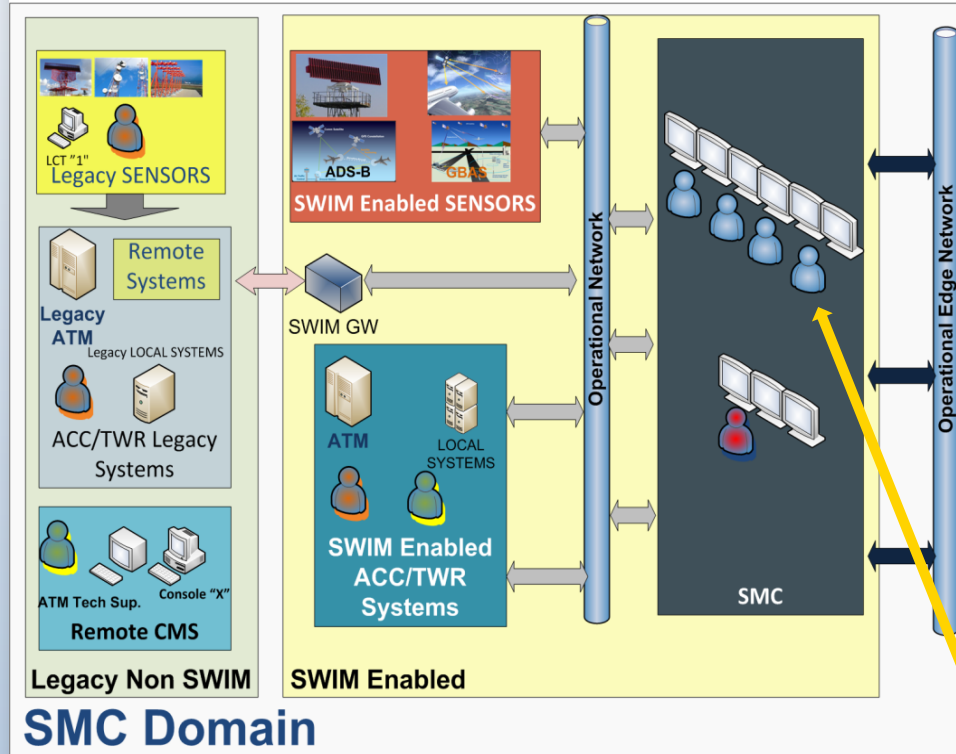 LCT "1"
Legacy SENSORS
Remote
Systems
Legacy
ATM
Legacy LOCAL SYSTEMS
ACC/TWR Legacy
Systems
ATM Tech Sup.
Console "X"
Remote CMS
Legacy Non SWIM
ADS-B
GBAS
SWIM Enabled SENSORS
SWIM GW
ATM
LOCAL
SYSTEMS
SWIM Enabled
ACC/TWR
Systems
SWIM Enabled
Operational Network
SMC
Operational Edge Network
SMC Domain